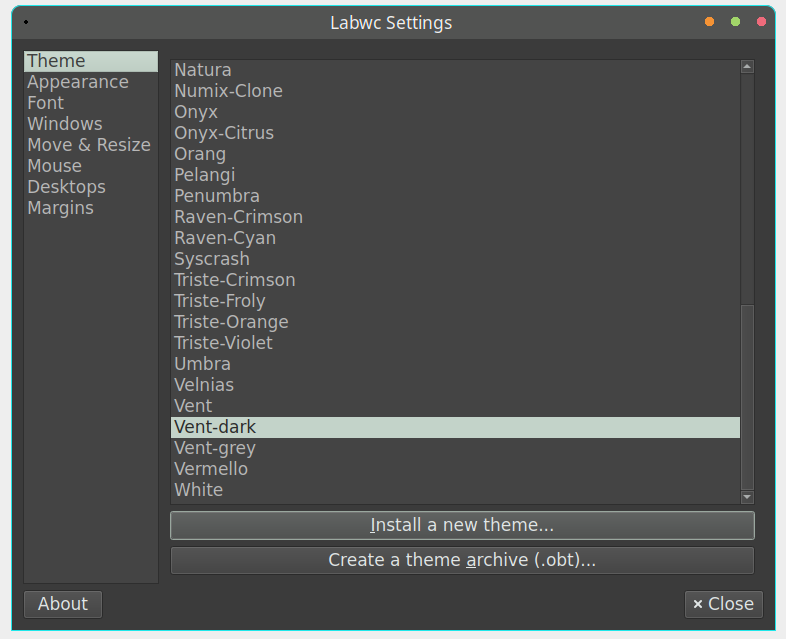 Labwc Settings
Theme
Appearance
Font
Windows
Move & Resize
Mouse
Desktops
Margins
Natura
Numix-Clone
Onyx
Onyx-Citrus
Orang
Pelangi
Penumbra
Raven-Crimson
Raven-Cyan
Syscrash
Triste-Crimson
Triste-Froly
Triste-Orange
Triste-Violet
Umbra
Velnias
Vent
Vent-dark
Vent-grey
Vermello
White
Install a new theme...
Create a theme archive (.obt)...
About
× Close